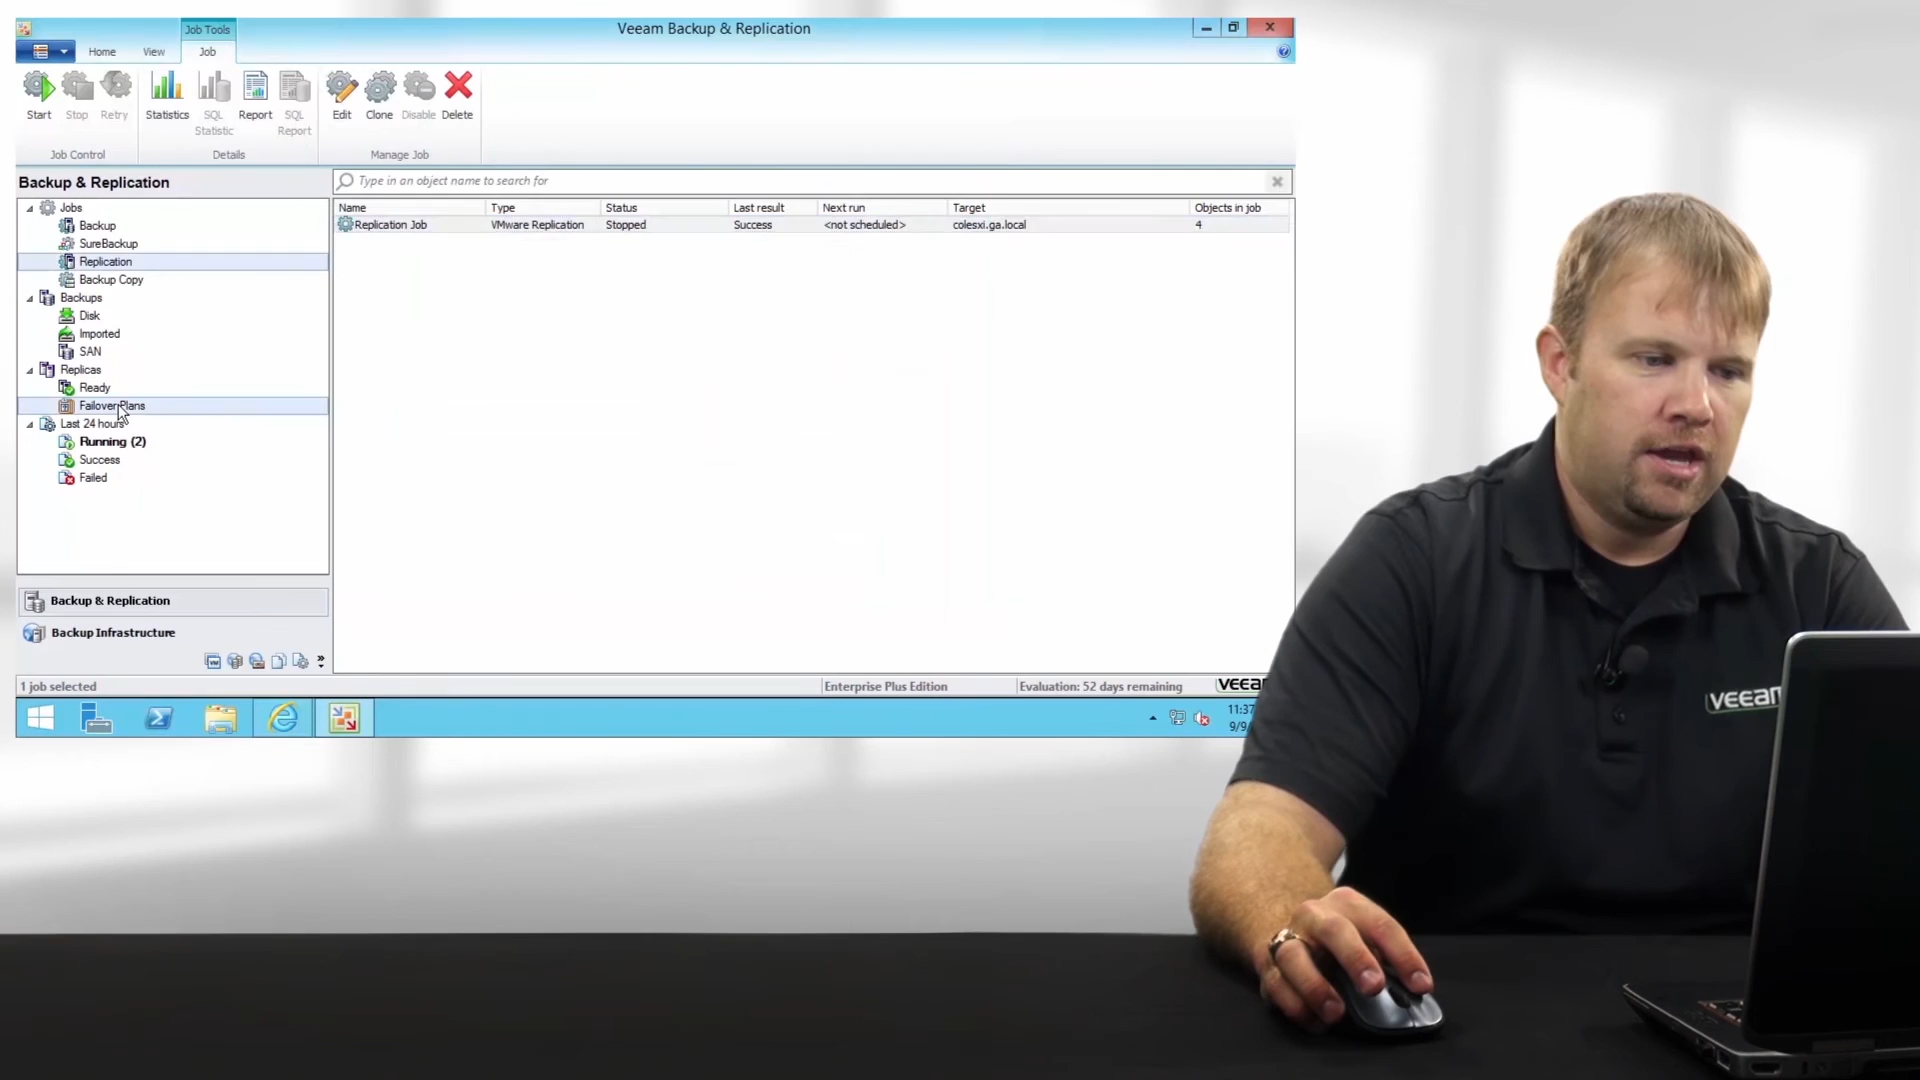 Job Tools
Veeam Backup & Replication
Home
View
Job
Start
Stop
Retry
Statistics
SQL
Statistic
Report
SQL
Report
Edit
Clone
Disable
Delete
Job Control
Details
Manage Job
Backup & Replication
Type in an object name to search for
Jobs
Backup
SureBackup
Replication
Backup Copy
Backups
Disk
Imported
SAN
Replicas
Ready
Failover Plans
Last 24 hours
Running (2)
Success
Failed
Name Type Status Last result Next run Target Objects in job
Replication Job VMware Replication Stopped Success <not scheduled> colesxi.ga.local 4
Backup & Replication
Backup Infrastructure
1 job selected
Enterprise Plus Edition
Evaluation: 52 days remaining
VEEAM
11:37
9/9
VEEAM